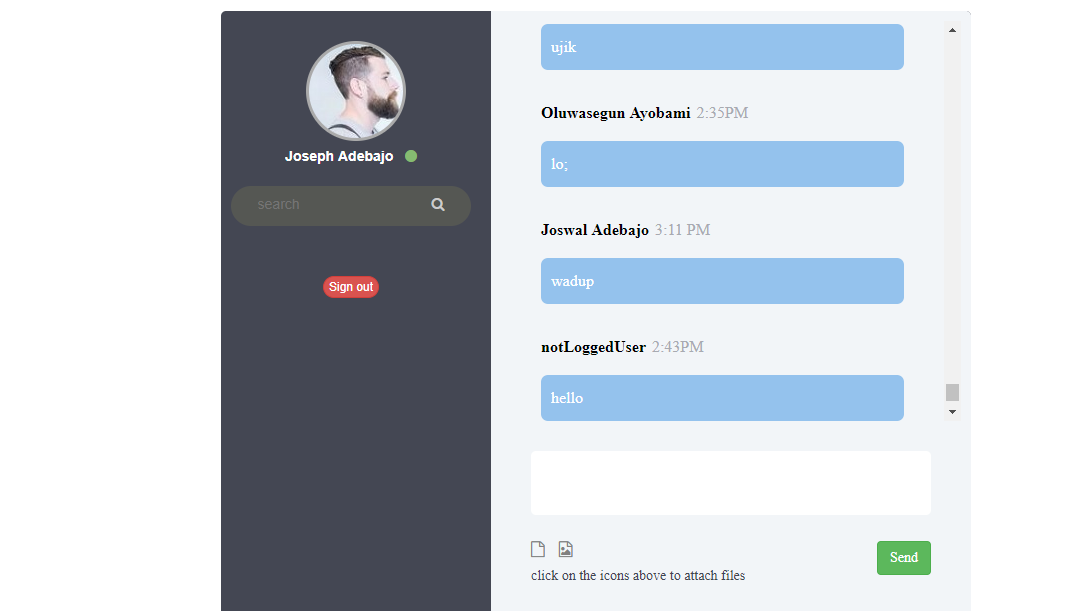 Joseph Adebajo
search
Sign out
ujik
Oluwasegun Ayobami 2:35PM
lo;
Joswal Adebajo 3:11 PM
wadup
notLoggedUser 2:43PM
hello
Send
click on the icons above to attach files